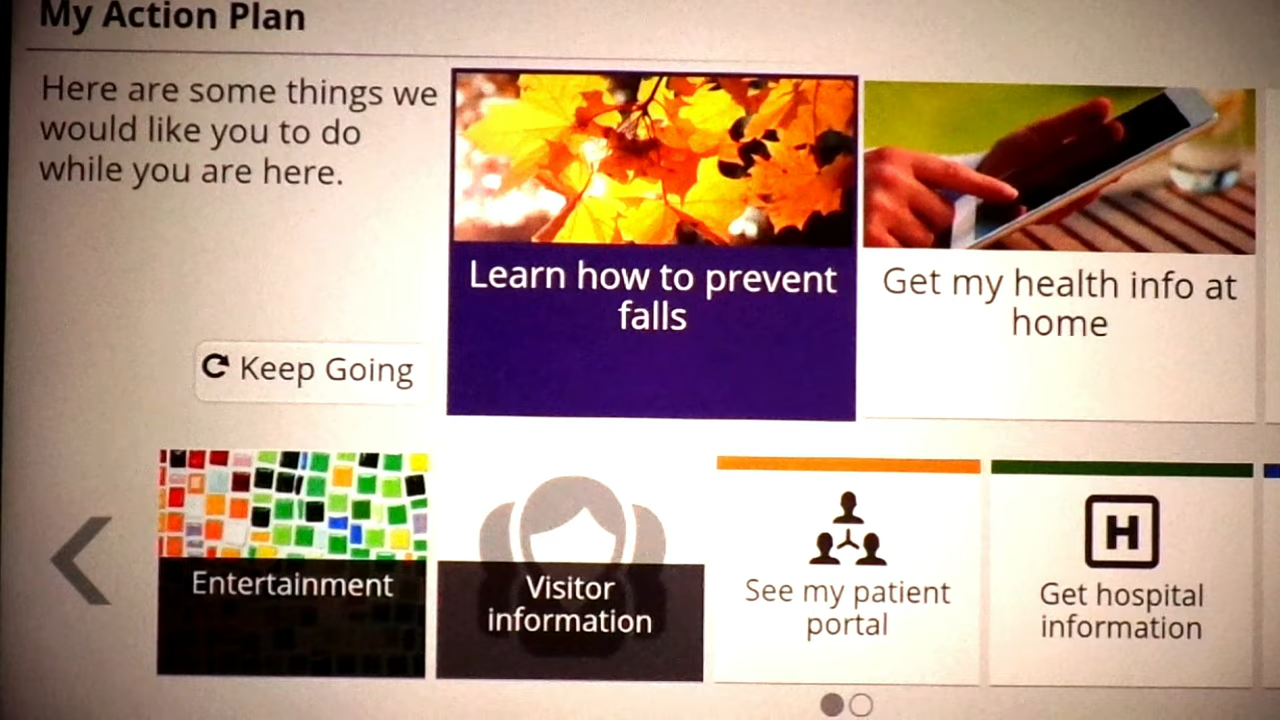 My Action Plan
Here are some things we
would like you to do
while you are here.
Keep Going
Learn how to prevent
falls
Get my health info at
home
Entertainment
Visitor
information
See my patient
portal
H
Get hospital
information